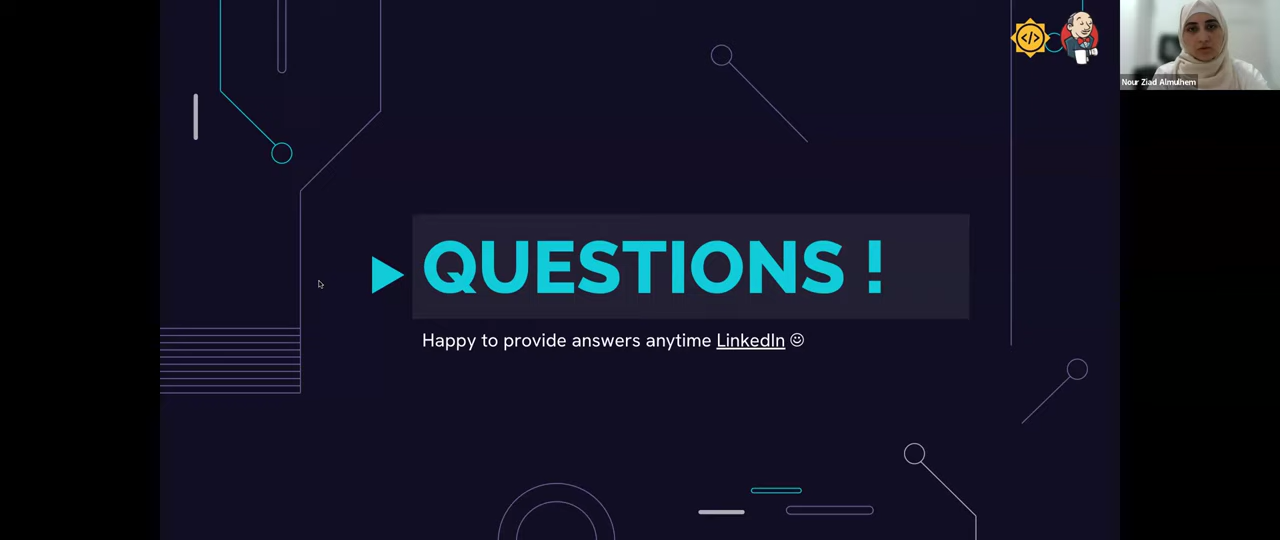 </>
Nour Ziad Almulhem
QUESTIONS !
Happy to provide answers anytime LinkedIn ☺